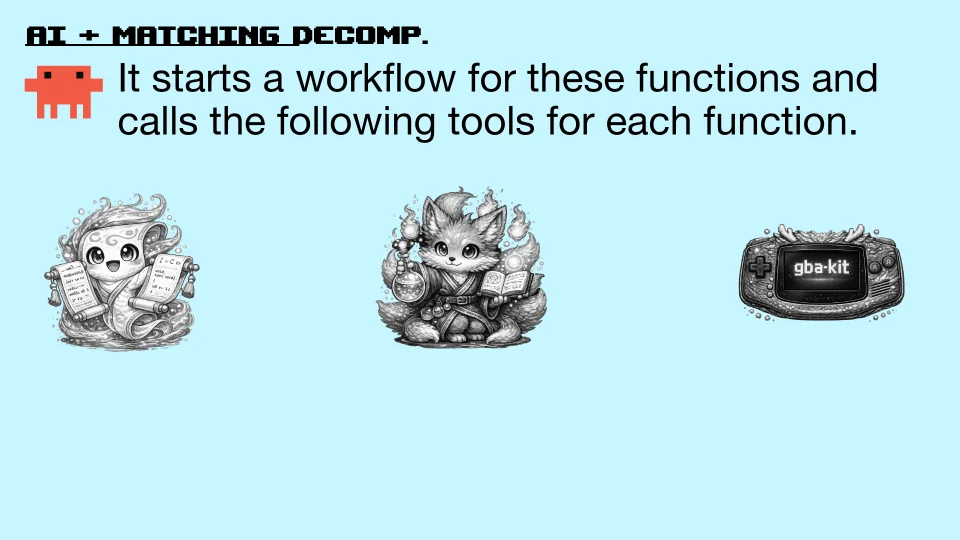 AI + MATCHING DECOMP.
It starts a workflow for these functions and
calls the following tools for each function.
gba-kit